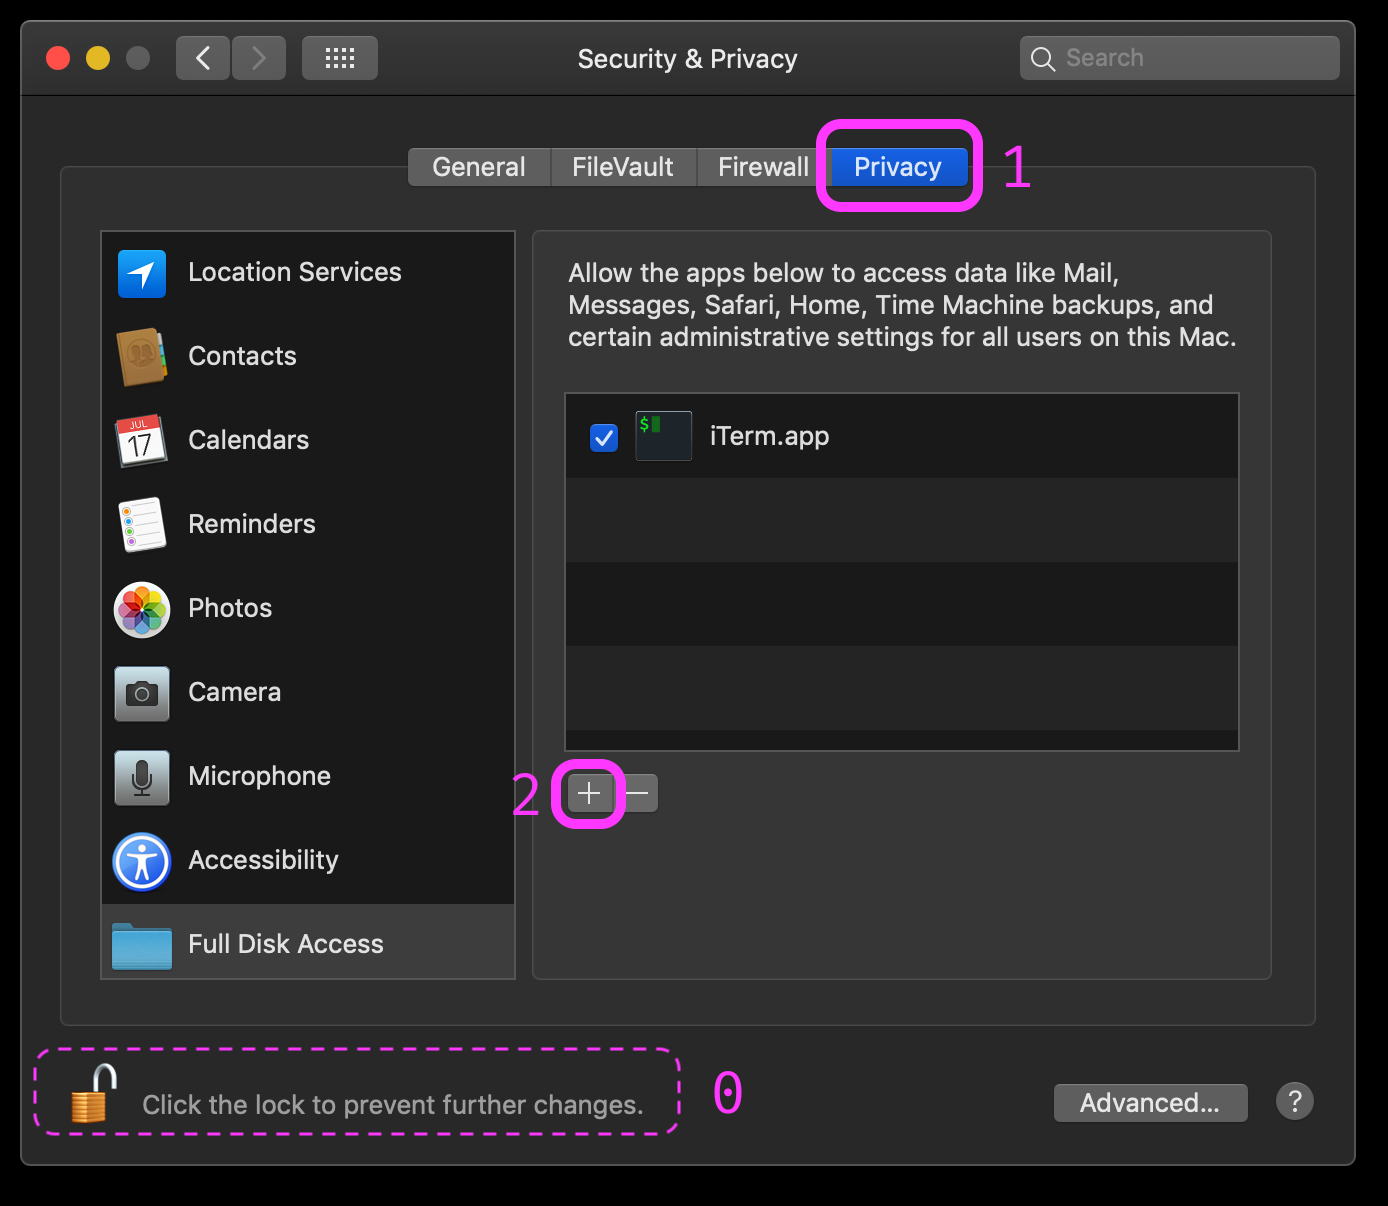 Security & Privacy
Search
General
FileVault
Firewall
Privacy
1
Location Services
Contacts
JUL
17
Calendars
Reminders
Photos
Camera
Microphone
Accessibility
Full Disk Access
Allow the apps below to access data like Mail,
Messages, Safari, Home, Time Machine backups, and
certain administrative settings for all users on this Mac.
$
iTerm.app
2
+
−
Click the lock to prevent further changes.
0
Advanced...
?